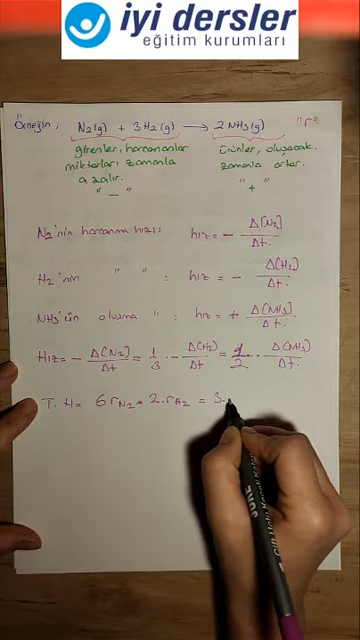 iyi dersler
eğitim kurumları
Örneğin; N₂(g) + 3H₂(g) → 2NH₃(g) "r"
girenler, harcananlar
miktarları zamanla
azalır.
" — "
Ürünler, oluşacak.
zamanla artar.
" + "
N₂'nin harcanma hızı: hız = - Δ[N₂]/Δt.
H₂'nin " " : hız = - Δ[H₂]/Δt.
NH₃'ün oluşma " : hız = + Δ[NH₃]/Δt.
Hız = - Δ[N₂]/Δt = 1/3 · - Δ[H₂]/Δt = 1/2 · Δ[NH₃]/Δt.
T. H = 6 rN₂ = 2. rH₂ = 3.